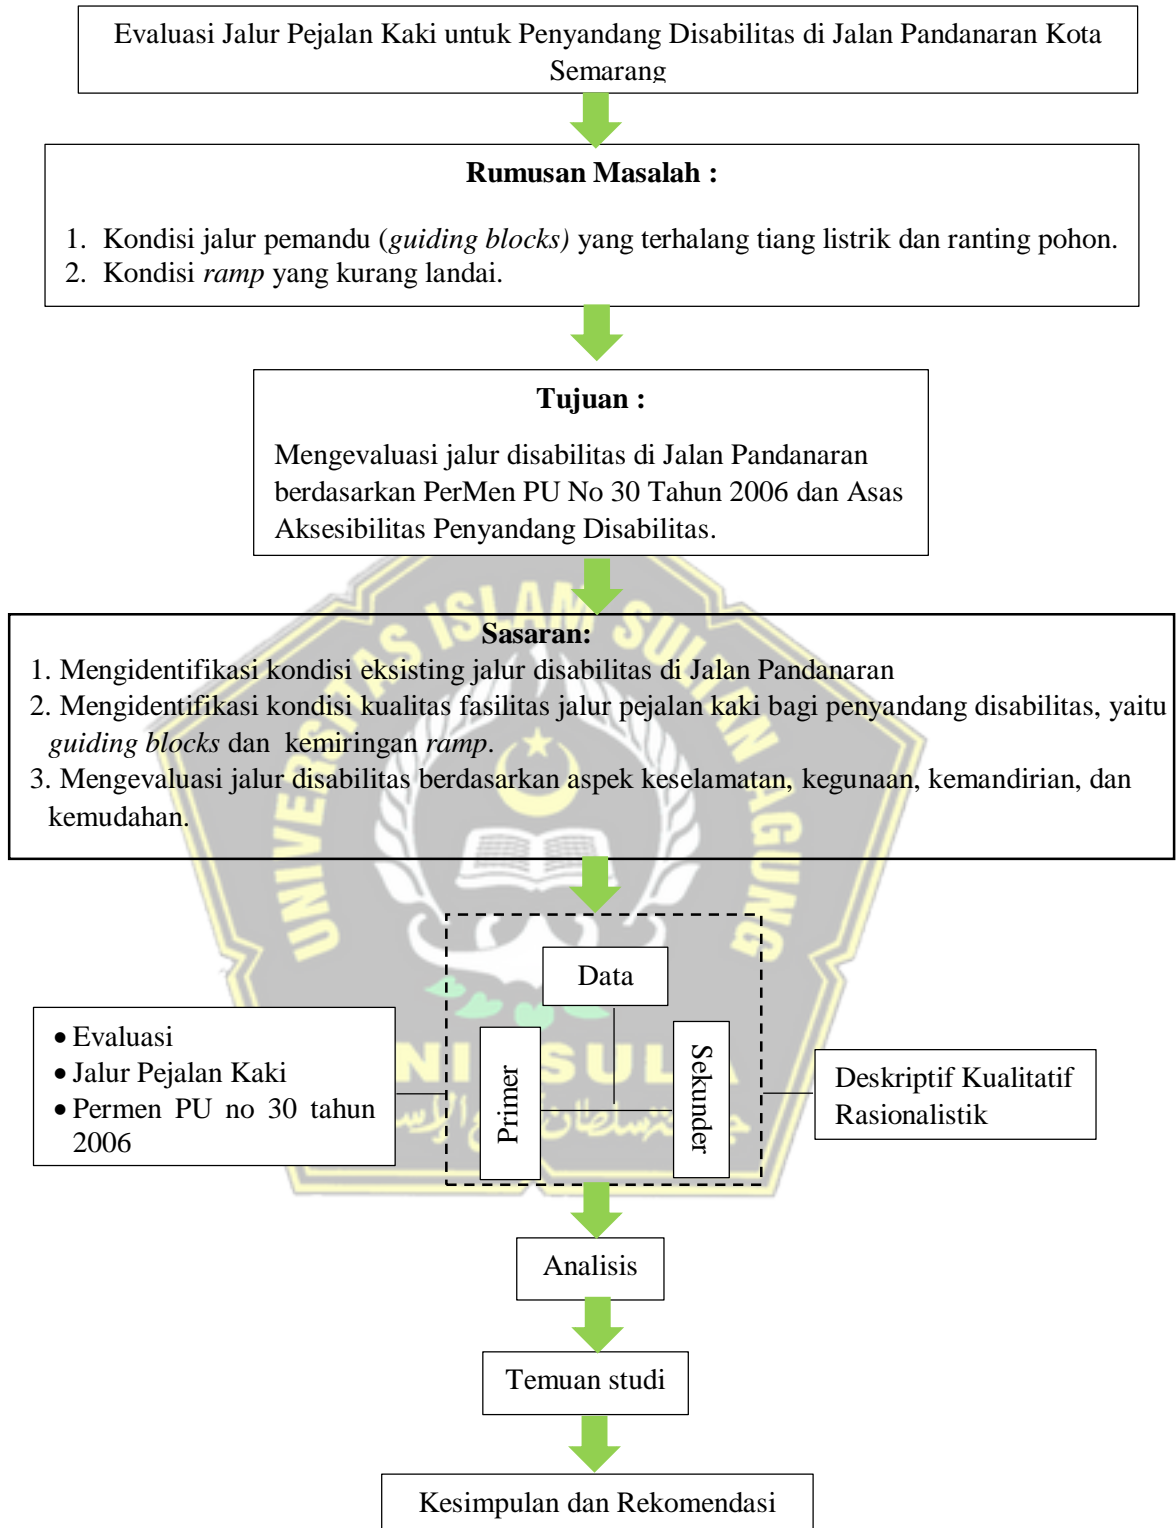 Evaluasi Jalur Pejalan Kaki untuk Penyandang Disabilitas di Jalan Pandanaran Kota
Semarang
Rumusan Masalah :
1. Kondisi jalur pemandu (guiding blocks) yang terhalang tiang listrik dan ranting pohon.
2. Kondisi ramp yang kurang landai.
Tujuan :
Mengevaluasi jalur disabilitas di Jalan Pandanaran
berdasarkan PerMen PU No 30 Tahun 2006 dan Asas
Aksesibilitas Penyandang Disabilitas.
Sasaran:
1. Mengidentifikasi kondisi eksisting jalur disabilitas di Jalan Pandanaran
2. Mengidentifikasi kondisi kualitas fasilitas jalur pejalan kaki bagi penyandang disabilitas, yaitu
guiding blocks dan kemiringan ramp.
3. Mengevaluasi jalur disabilitas berdasarkan aspek keselamatan, kegunaan, kemandirian, dan
kemudahan.
UNIVERSITAS ISLAM SULTAN AGUNG
Data
• Evaluasi
• Jalur Pejalan Kaki
• Permen PU no 30 tahun
2006
Primer
Sekunder
Deskriptif Kualitatif
Rasionalistik
Analisis
Temuan studi
Kesimpulan dan Rekomendasi